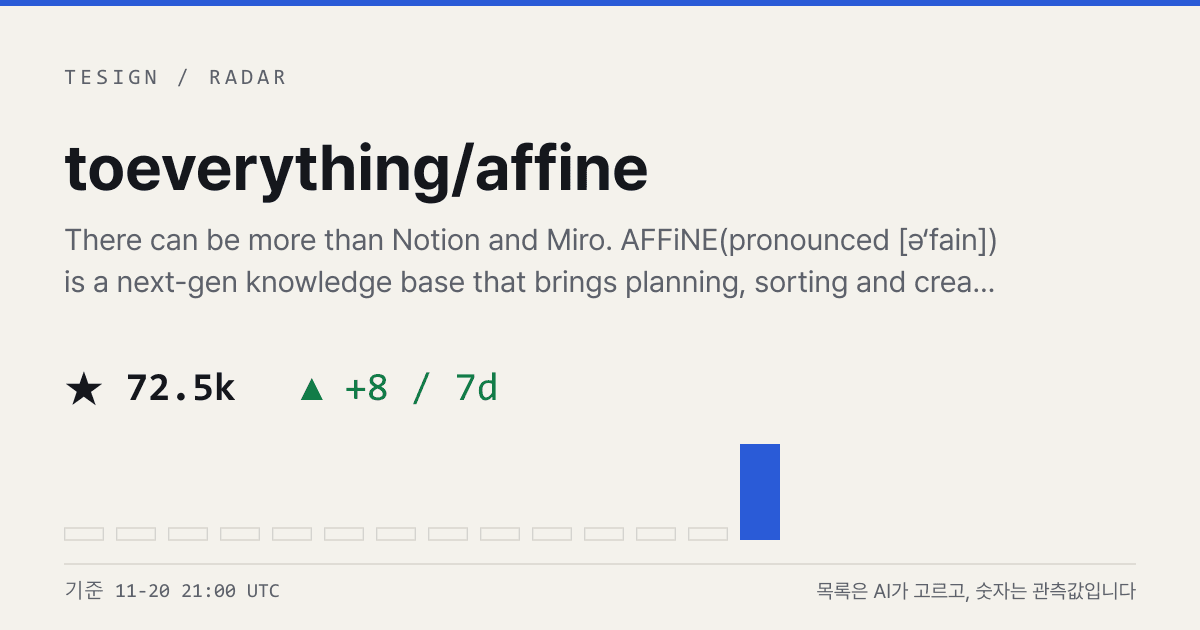 TESIGN / RADAR
toeverything/affine
There can be more than Notion and Miro. AFFiNE(pronounced [ə‘fain])
is a next-gen knowledge base that brings planning, sorting and crea…
★ 72.5k ▲ +8 / 7d
기준 11-20 21:00 UTC
목록은 AI가 고르고, 숫자는 관측값입니다